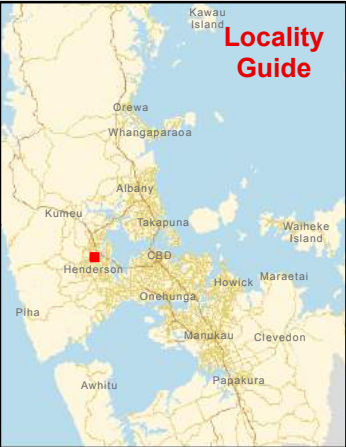 Kawau
Island
Locality
Guide
Orewa
Whangaparaoa
Albany
Kumeu
Takapuna
Waiheke
Island
CBD
Henderson
Howick
Maraetai
Onehunga
Piha
Manukau
Clevedon
Papakura
Awhitu